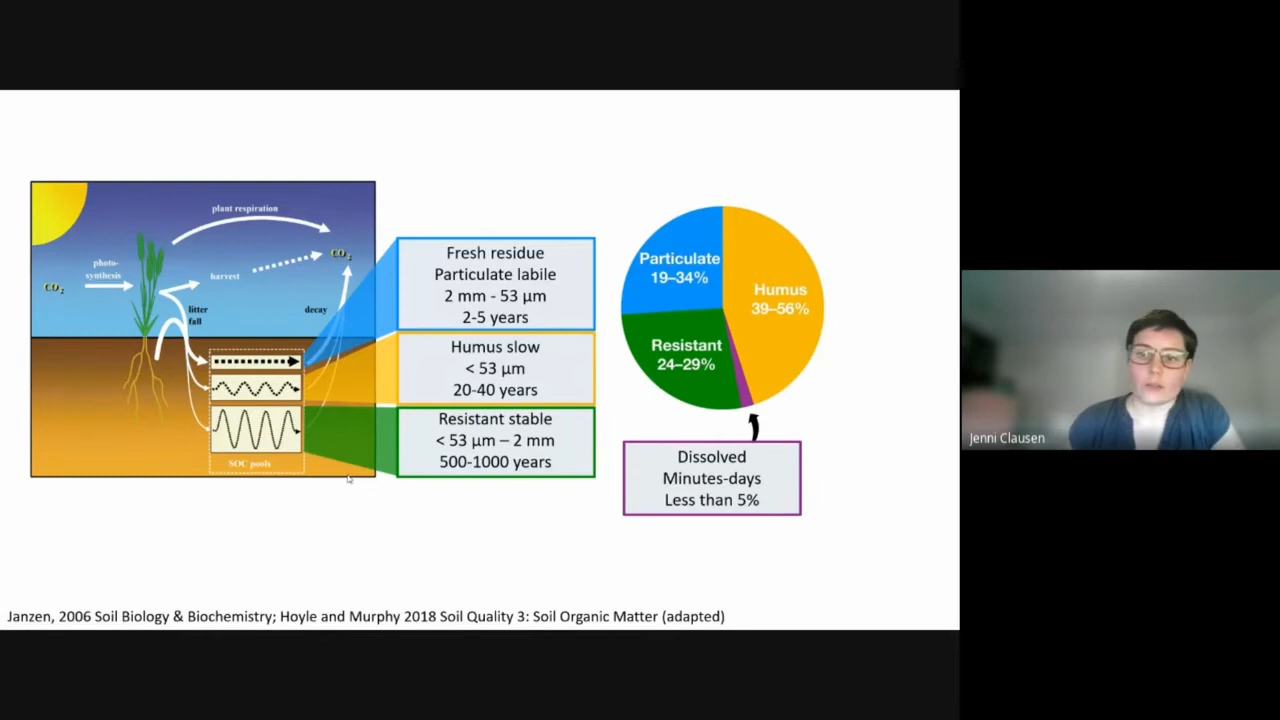 plant respiration
CO₂
photo-
synthesis
harvest
CO₂
litter
fall
decay
SOC pools
Fresh residue
Particulate labile
2 mm - 53 µm
2-5 years
Humus slow
< 53 µm
20-40 years
Resistant stable
< 53 µm – 2 mm
500-1000 years
Particulate
19–34%
Humus
39–56%
Resistant
24–29%
Dissolved
Minutes-days
Less than 5%
Janzen, 2006 Soil Biology & Biochemistry; Hoyle and Murphy 2018 Soil Quality 3: Soil Organic Matter (adapted)
Jenni Clausen